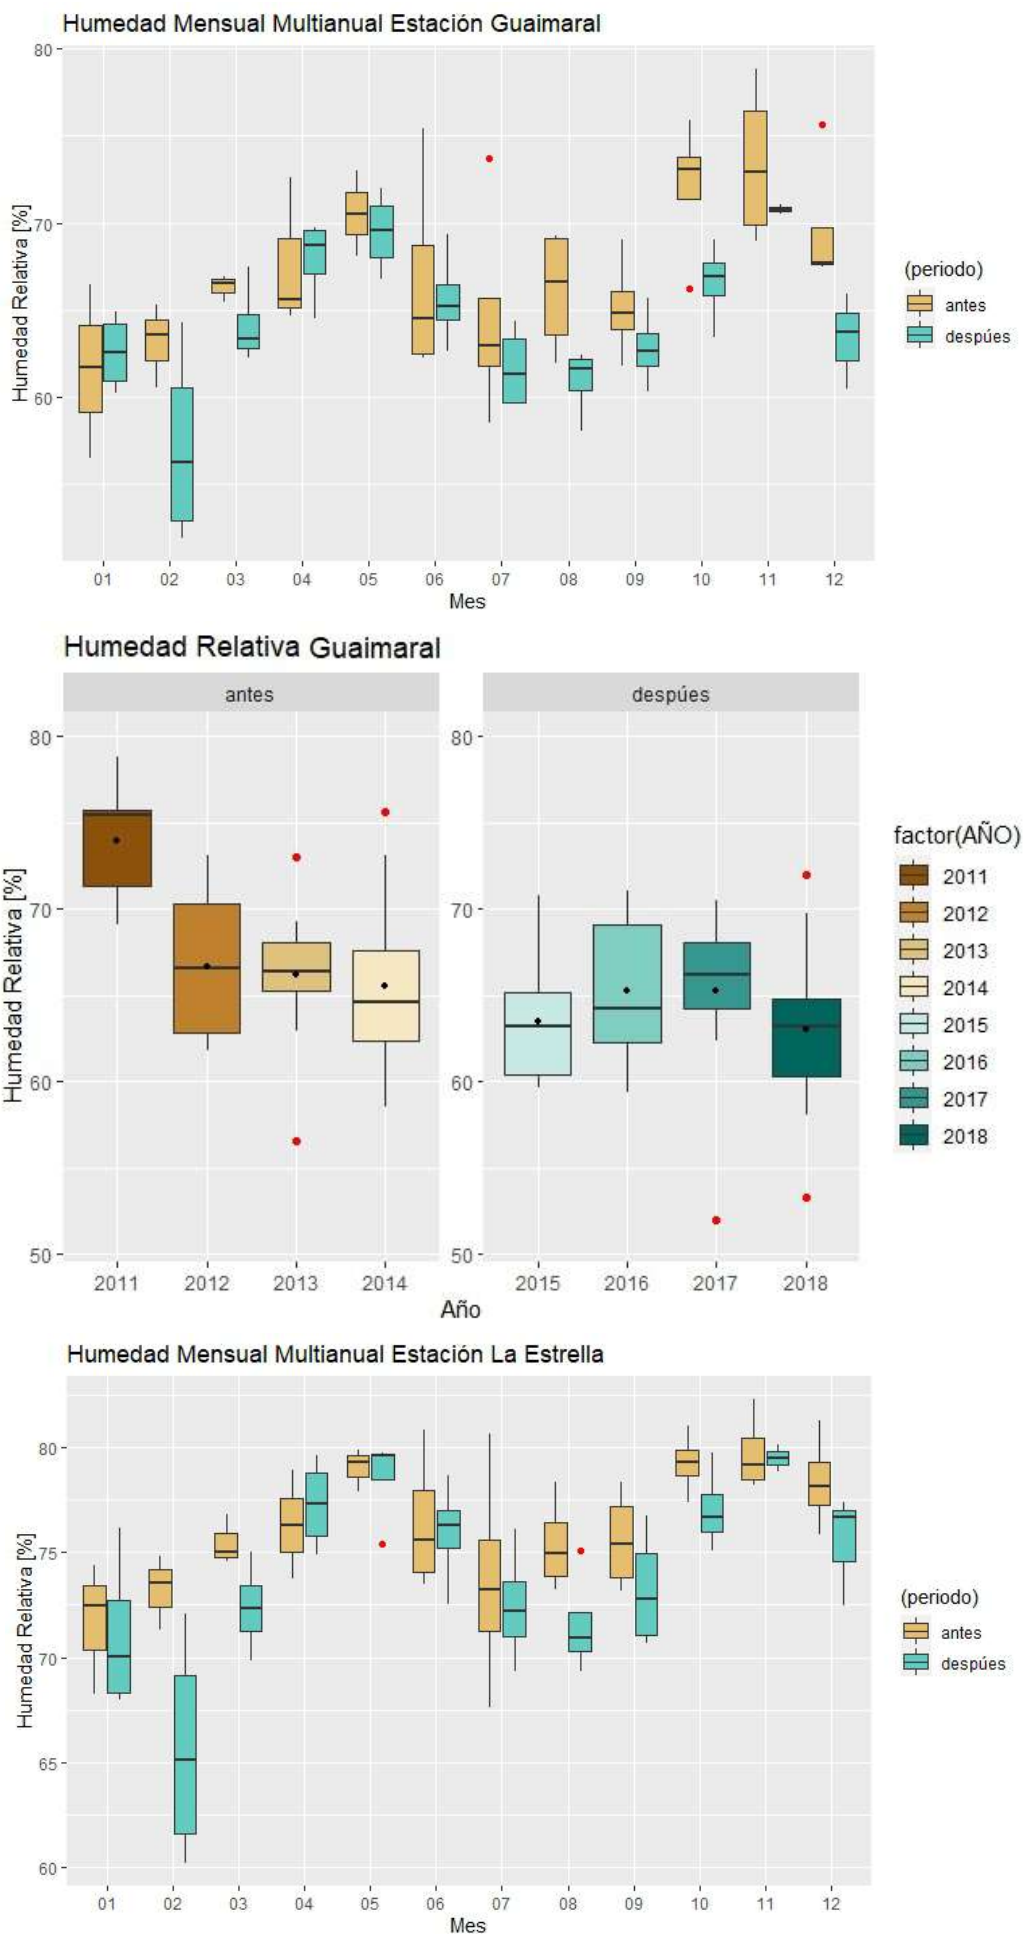 Humedad Mensual Multianual Estación Guaimaral
Humedad Relativa [%]
80
70
60
01 02 03 04 05 06 07 08 09 10 11 12
Mes
(periodo)
antes
despúes
Humedad Relativa Guaimaral
antes despúes
Humedad Relativa [%]
80 80
70 70
60 60
50 50
2011 2012 2013 2014 2015 2016 2017 2018
Año
factor(AÑO)
2011
2012
2013
2014
2015
2016
2017
2018
Humedad Mensual Multianual Estación La Estrella
Humedad Relativa [%]
80
75
70
65
60
01 02 03 04 05 06 07 08 09 10 11 12
Mes
(periodo)
antes
despúes